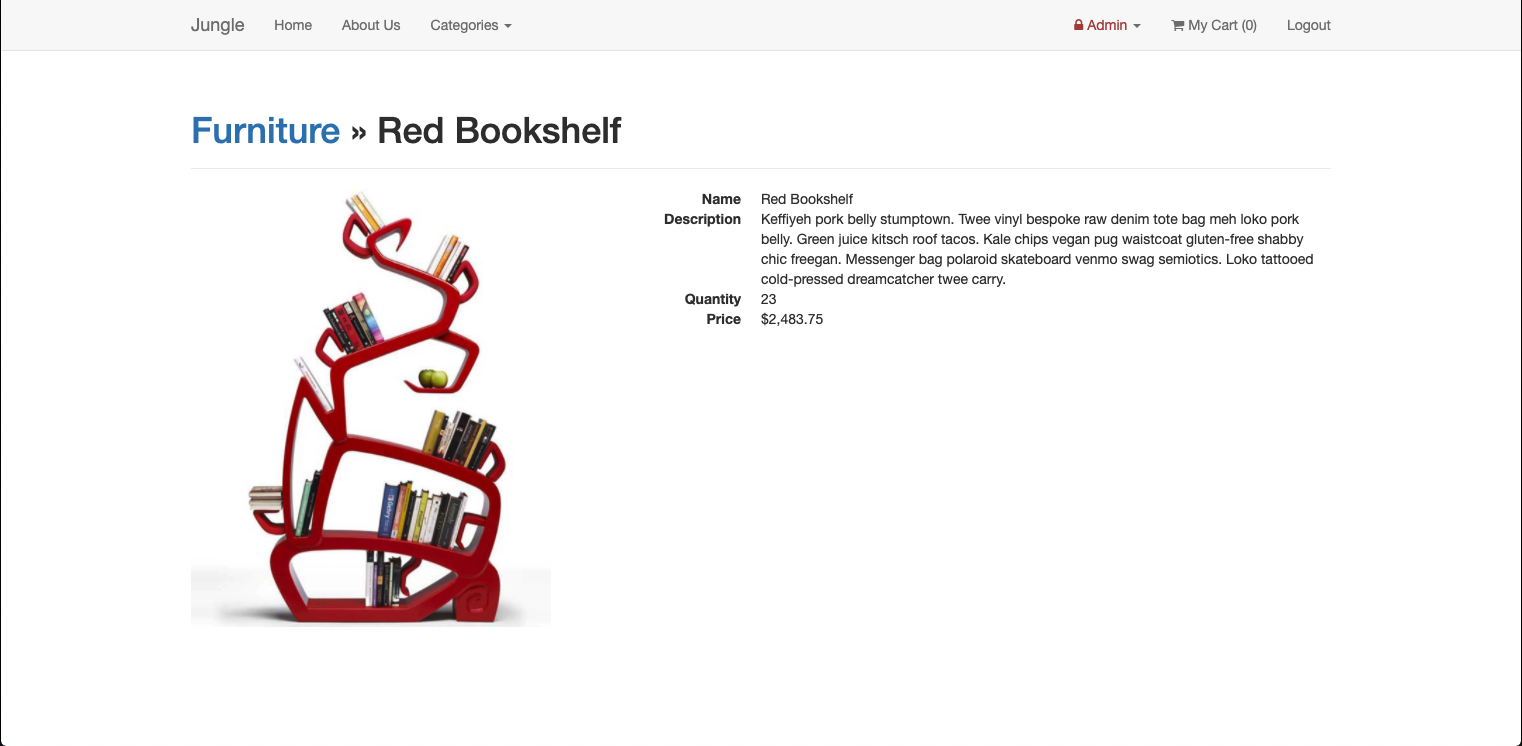 Jungle Home About Us Categories Admin My Cart (0) Logout
Furniture » Red Bookshelf
Name Red Bookshelf
Description Keffiyeh pork belly stumptown. Twee vinyl bespoke raw denim tote bag meh loko pork
belly. Green juice kitsch roof tacos. Kale chips vegan pug waistcoat gluten-free shabby
chic freegan. Messenger bag polaroid skateboard venmo swag semiotics. Loko tattooed
cold-pressed dreamcatcher twee carry.
Quantity 23
Price $2,483.75